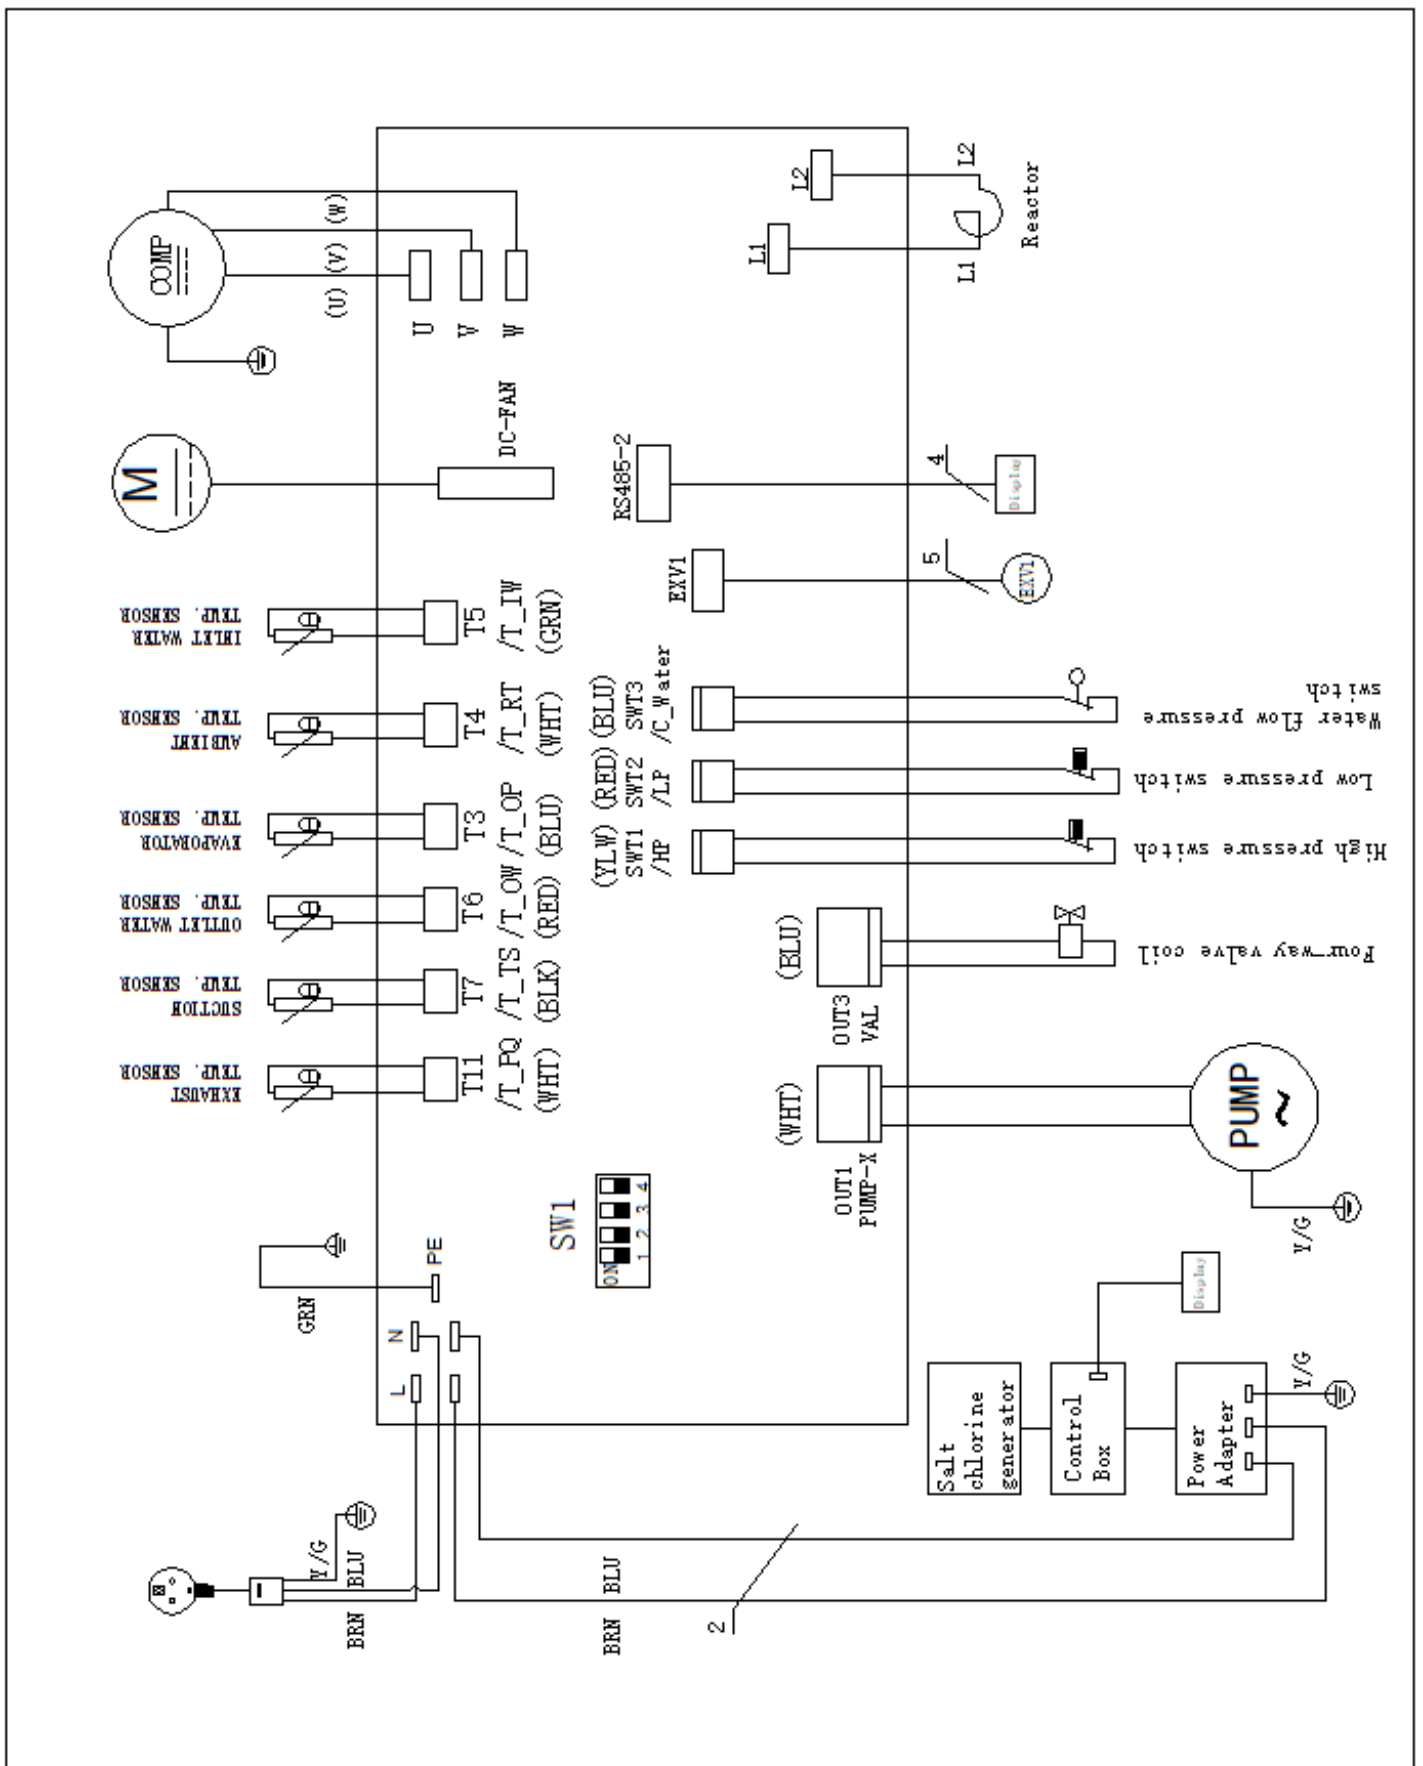 COMP
(U)
(V)
(W)
U
V
W
L1
L2
L1
L2
Reactor
M
DC-FAN
RS485-2
4
Display
EXV1
5
EXV1
INLET WATER
TEMP. SENSOR
T5
/T_IW
(GRN)
AMBIENT
TEMP. SENSOR
T4
/T_RT
(WHT)
EVAPORATOR
TEMP. SENSOR
T3
/T_OP
(BLU)
OUTLET WATER
TEMP. SENSOR
T6
/T_OW
(RED)
SUCTION
TEMP. SENSOR
T7
/T_TS
(BLK)
EXHAUST
TEMP. SENSOR
T11
/T_PQ
(WHT)
(BLU)
SWT3
/C_Water
Water flow pressure
switch
(RED)
SWT2
/LP
Low pressure switch
(YLW)
SWT1
/HP
High pressure switch
(BLU)
OUT3
VAL
Four-way valve coil
(WHT)
OUT1
PUMP-X
PUMP
~
Y/G
SW1
ON
1 2 3 4
PE
GRN
N
L
Y/G
BLU
BRN
BLU
BRN
2
Salt
chlorine
generator
Control
Box
Display
Power
Adapter
Y/G